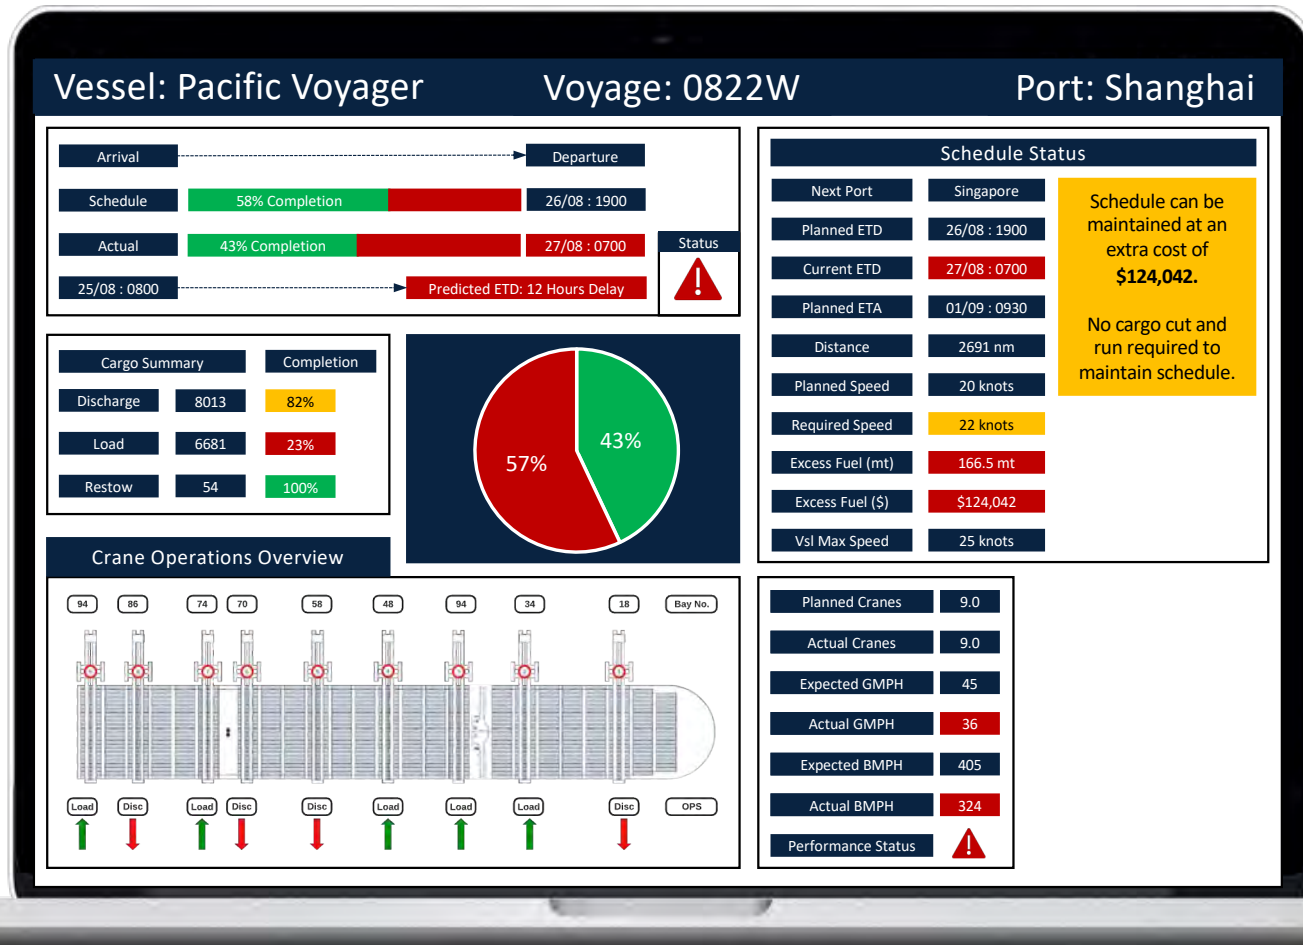 Vessel: Pacific Voyager
Voyage: 0822W
Port: Shanghai
Arrival
Departure
Schedule
58% Completion
26/08 : 1900
Actual
43% Completion
27/08 : 0700
25/08 : 0800
Predicted ETD: 12 Hours Delay
Status
Cargo Summary
Completion
Discharge
8013
82%
Load
6681
23%
Restow
54
100%
57%
43%
Schedule Status
Next Port
Singapore
Planned ETD
26/08 : 1900
Current ETD
27/08 : 0700
Planned ETA
01/09 : 0930
Distance
2691 nm
Planned Speed
20 knots
Required Speed
22 knots
Excess Fuel (mt)
166.5 mt
Excess Fuel ($)
$124,042
Vsl Max Speed
25 knots
Schedule can be
maintained at an
extra cost of
$124,042.
No cargo cut and
run required to
maintain schedule.
Crane Operations Overview
94
86
74
70
58
48
94
34
18
Bay No.
Load
Disc
Load
Disc
Disc
Load
Load
Load
Disc
OPS
Planned Cranes
9.0
Actual Cranes
9.0
Expected GMPH
45
Actual GMPH
36
Expected BMPH
405
Actual BMPH
324
Performance Status